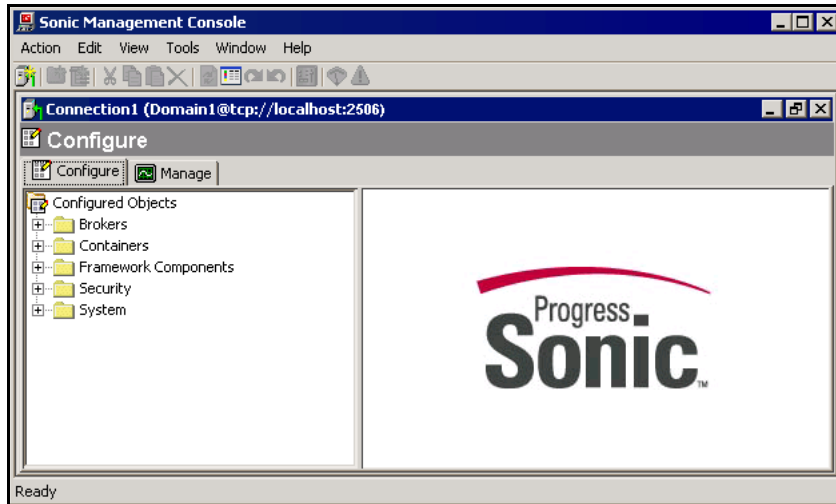 Sonic Management Console
Action Edit View Tools Window Help
Connection1 (Domain1@tcp://localhost:2506)
Configure
Configure Manage
Configured Objects
Brokers
Containers
Framework Components
Security
System
Progress
Sonic™
Ready